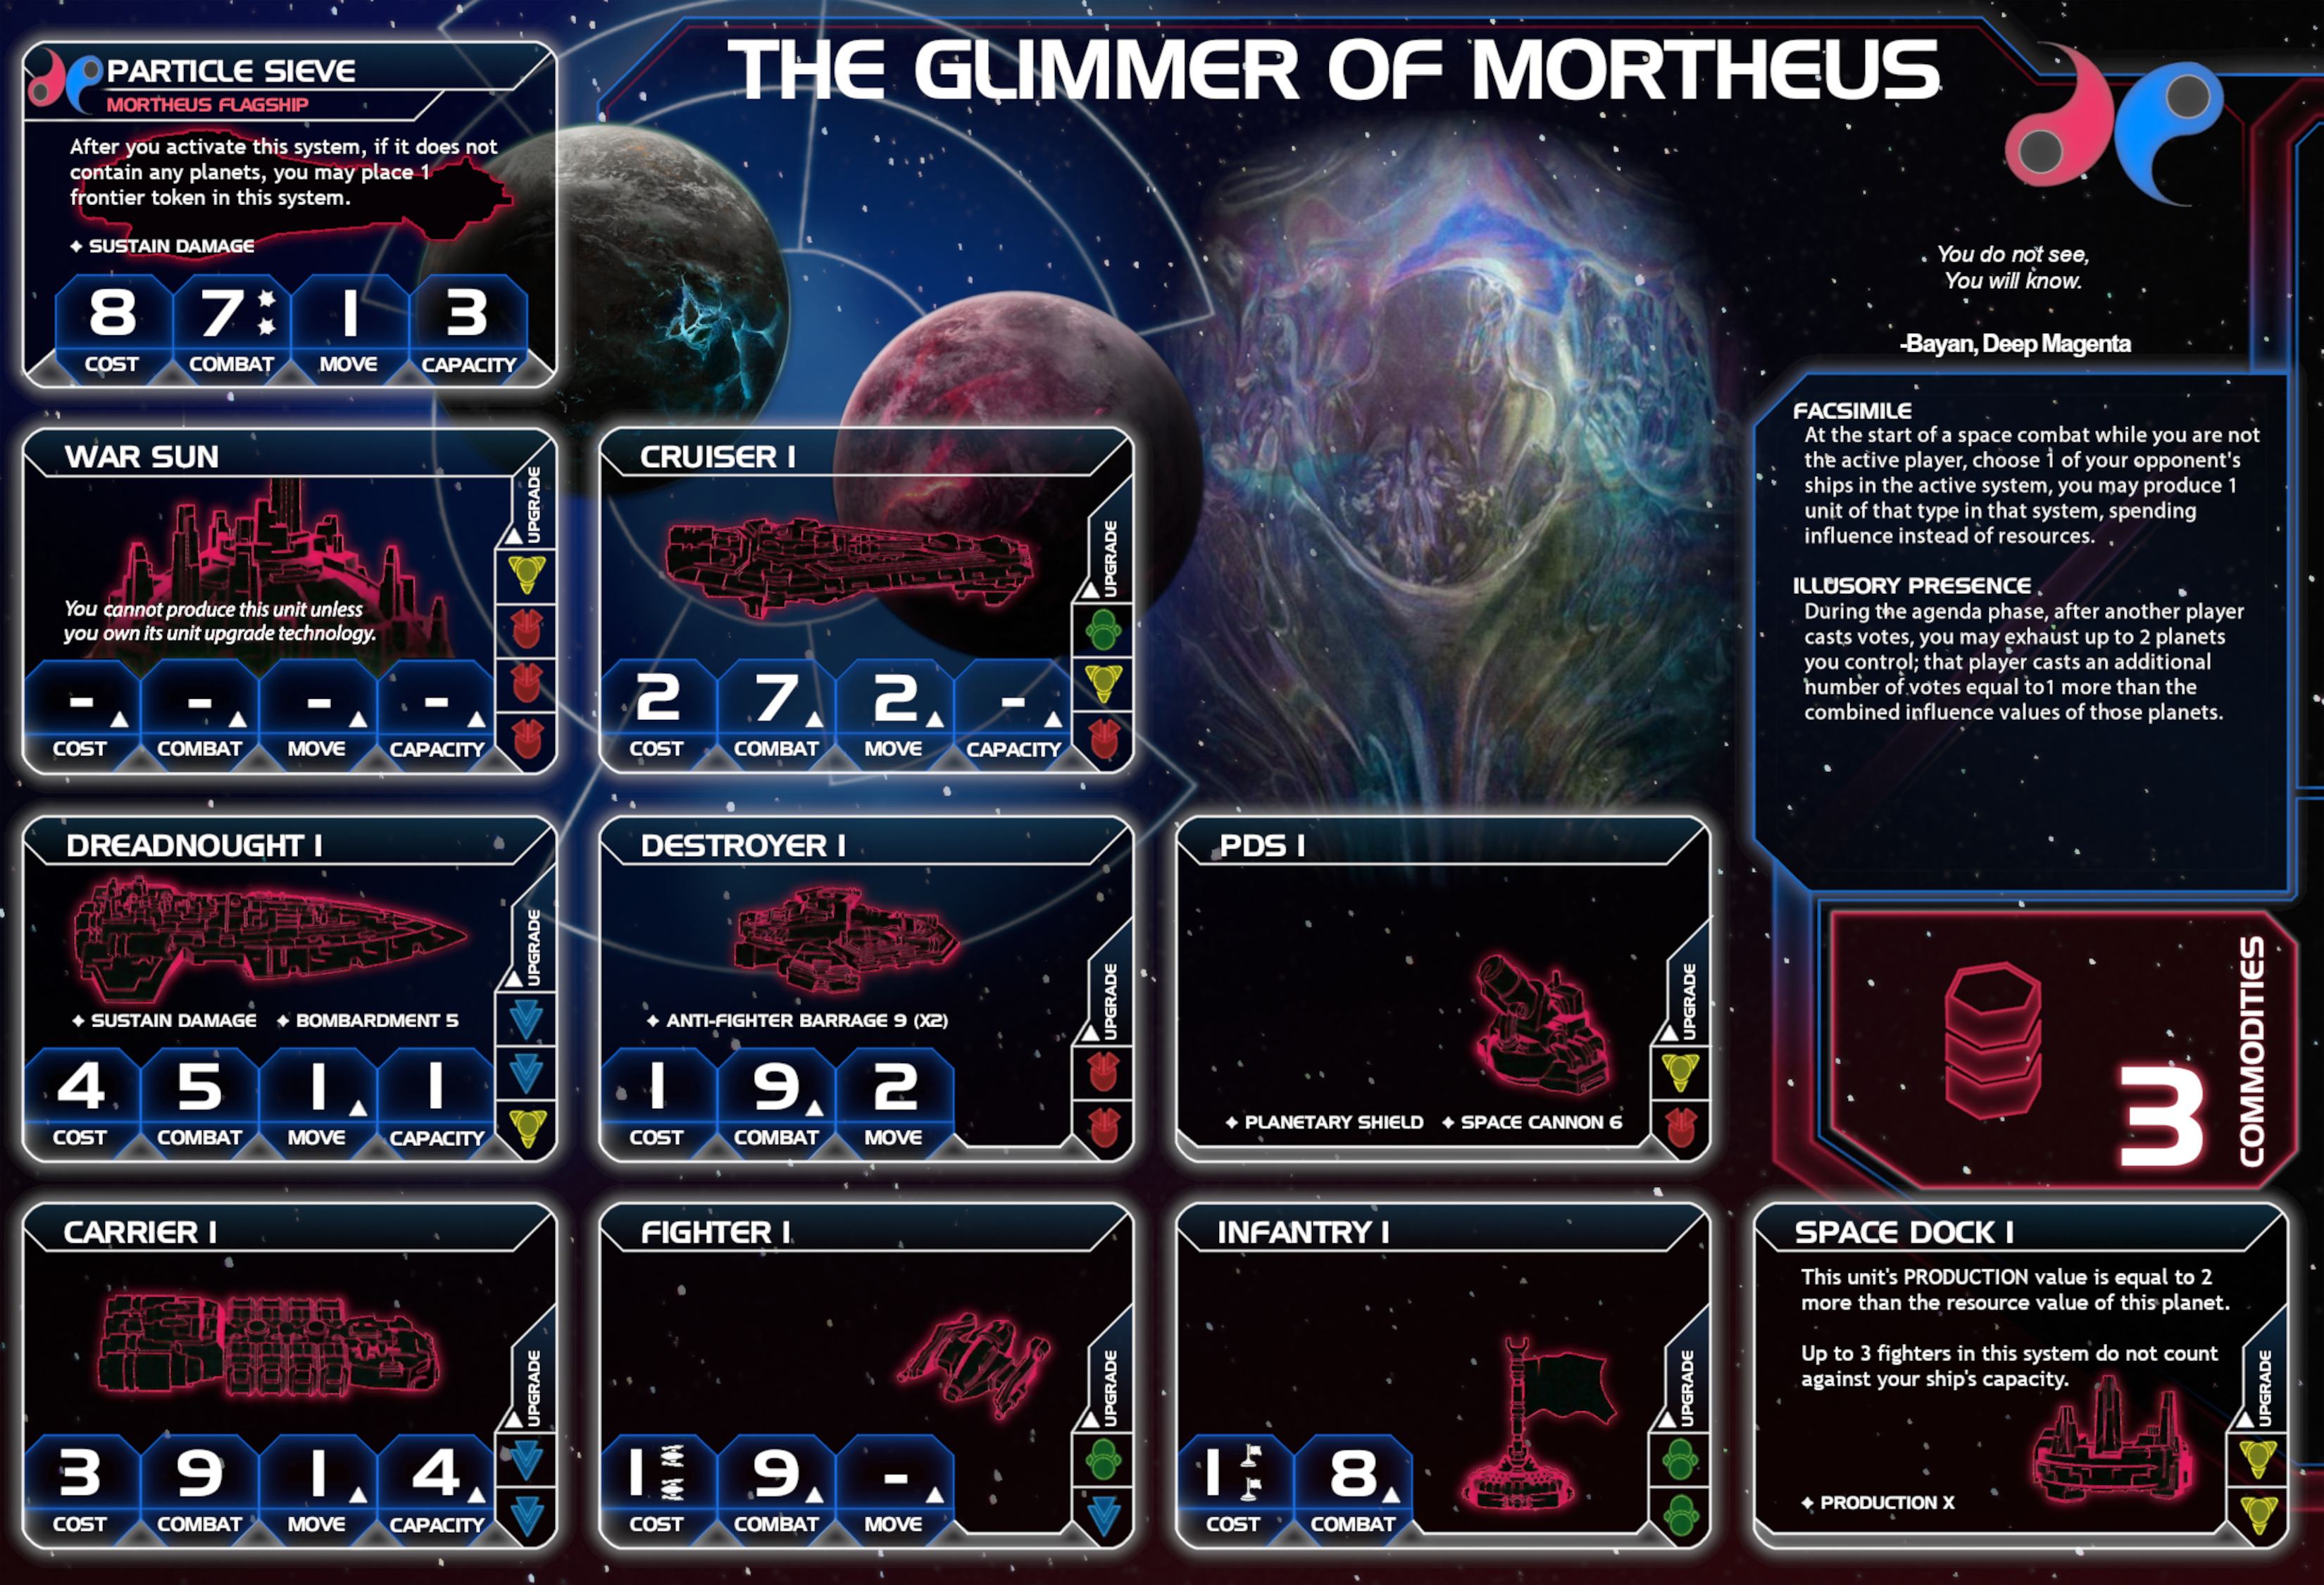 THE GLIMMER OF MORTHEUS
PARTICLE SIEVE
MORTHEUS FLAGSHIP
After you activate this system, if it does not
contain any planets, you may place 1
frontier token in this system.
SUSTAIN DAMAGE
8 7 1 3
COST COMBAT MOVE CAPACITY
You do not see,
You will know.
-Bayan, Deep Magenta
FACSIMILE
At the start of a space combat while you are not
the active player, choose 1 of your opponent's
ships in the active system, you may produce 1
unit of that type in that system, spending
influence instead of resources.
ILLUSORY PRESENCE
During the agenda phase, after another player
casts votes, you may exhaust up to 2 planets
you control; that player casts an additional
number of votes equal to1 more than the
combined influence values of those planets.
WAR SUN
UPGRADE
You cannot produce this unit unless
you own its unit upgrade technology.
- - - -
COST COMBAT MOVE CAPACITY
CRUISER I
UPGRADE
2 7 2 -
COST COMBAT MOVE CAPACITY
DREADNOUGHT I
UPGRADE
SUSTAIN DAMAGE BOMBARDMENT 5
4 5 1 1
COST COMBAT MOVE CAPACITY
DESTROYER I
UPGRADE
ANTI-FIGHTER BARRAGE 9 (X2)
1 9 2
COST COMBAT MOVE
PDS I
UPGRADE
PLANETARY SHIELD SPACE CANNON 6
3
COMMODITIES
CARRIER I
UPGRADE
3 9 1 4
COST COMBAT MOVE CAPACITY
FIGHTER I
UPGRADE
1 9 -
COST COMBAT MOVE
INFANTRY I
UPGRADE
1 8
COST COMBAT
SPACE DOCK I
This unit's PRODUCTION value is equal to 2
more than the resource value of this planet.
Up to 3 fighters in this system do not count
against your ship's capacity.
UPGRADE
PRODUCTION X